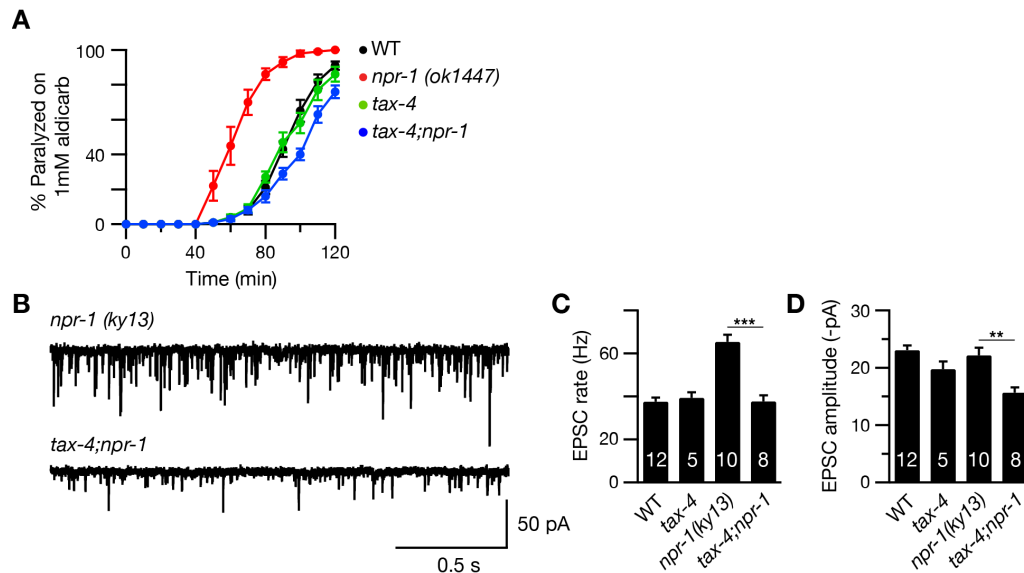 A
% Paralyzed on
1mM aldicarb
100
40
0
0
40
80
120
Time (min)
WT
npr-1 (ok1447)
tax-4
tax-4;npr-1
B
npr-1 (ky13)
tax-4;npr-1
50 pA
0.5 s
C
EPSC rate (Hz)
60
20
0
***
12
5
10
8
WT
tax-4
npr-1(ky13)
tax-4;npr-1
D
EPSC amplitude (-pA)
30
20
10
0
**
12
5
10
8
WT
tax-4
npr-1(ky13)
tax-4;npr-1